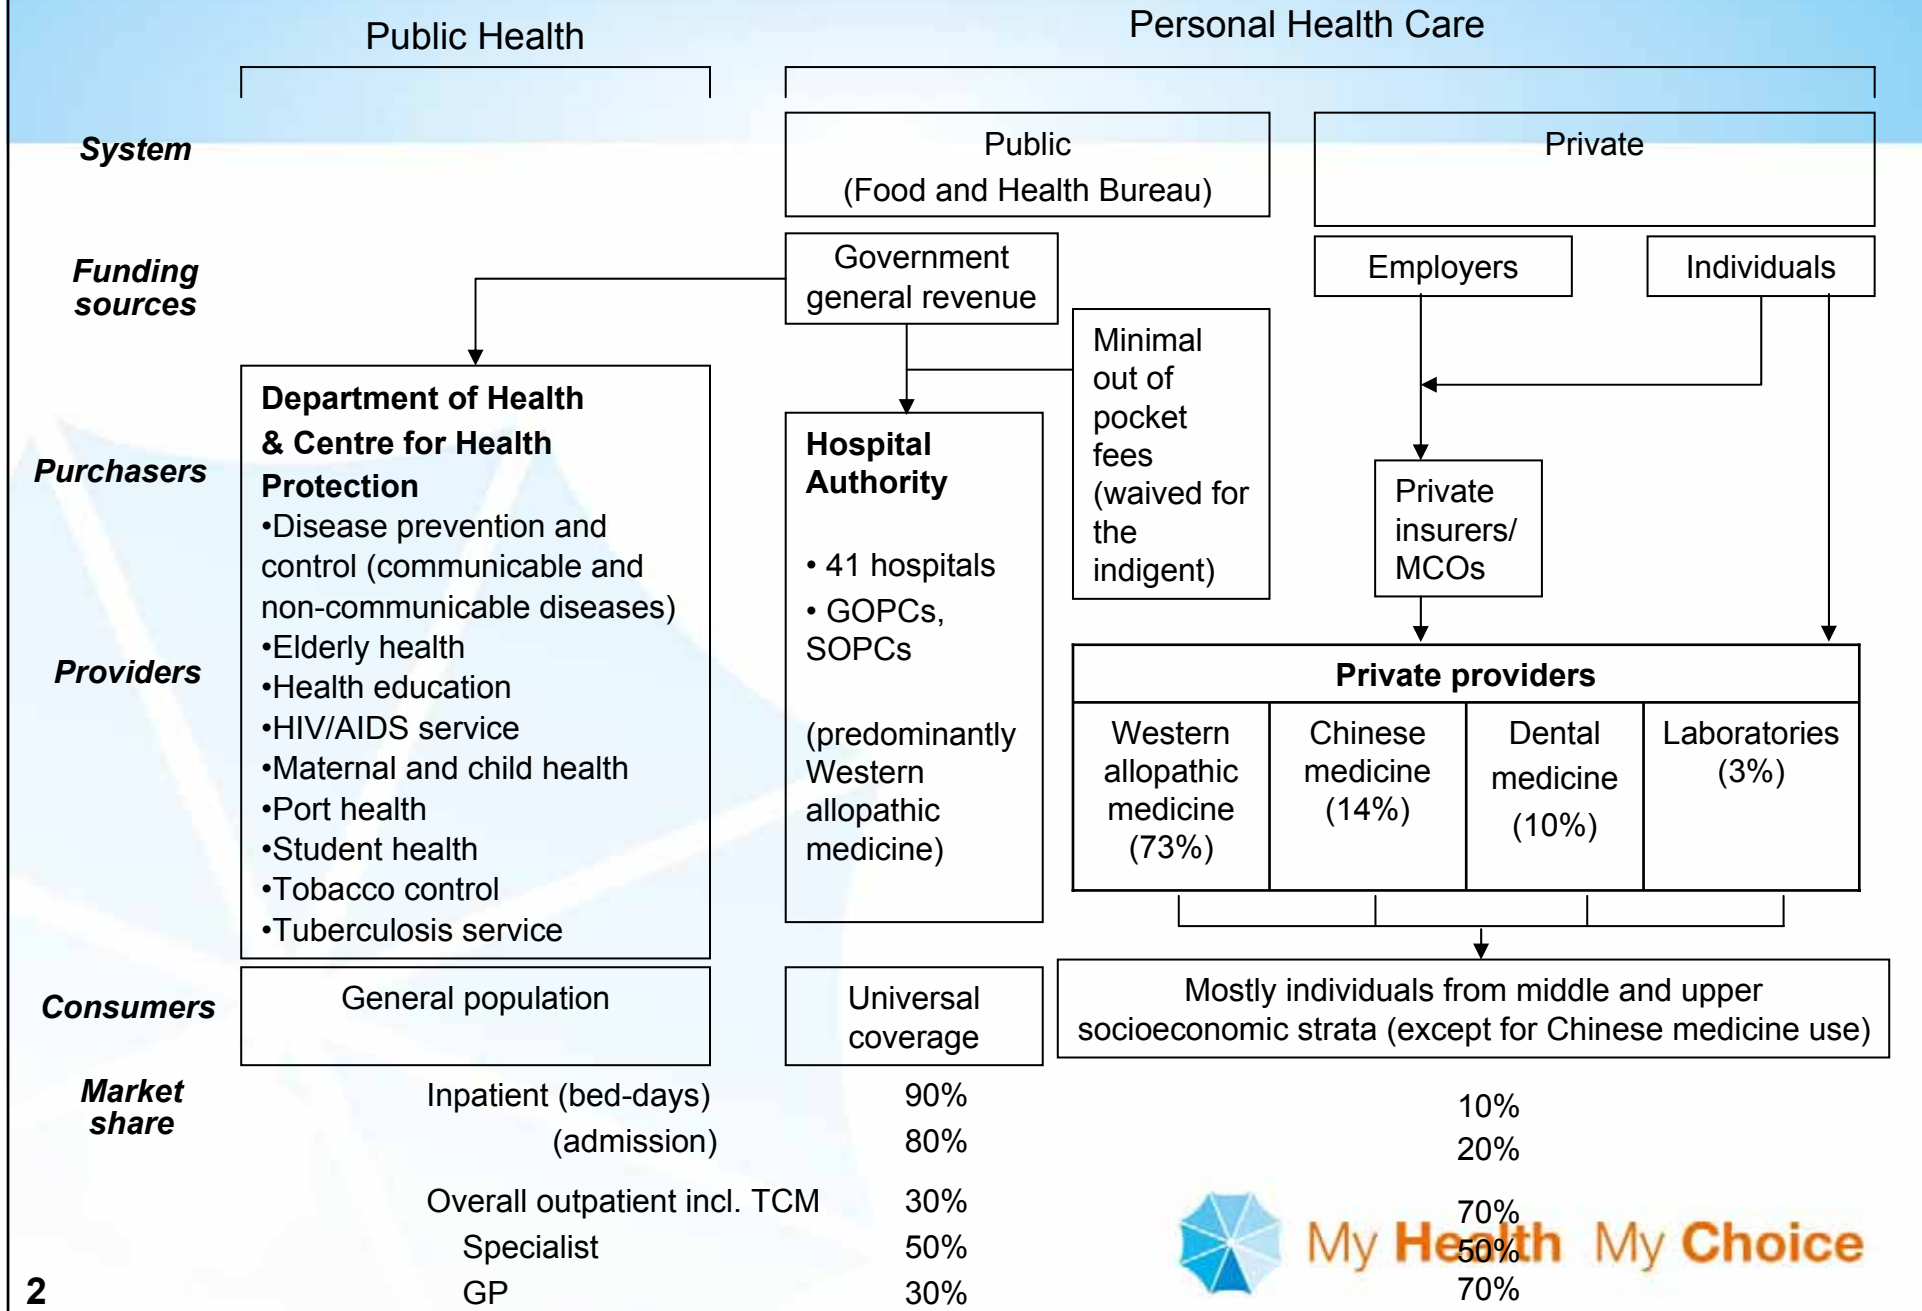 Public Health
Personal Health Care
System
Public
(Food and Health Bureau)
Private
Funding
sources
Government
general revenue
Employers
Individuals
Minimal
out of
pocket
fees
(waived for
the
indigent)
Purchasers
Department of Health
& Centre for Health
Protection
•Disease prevention and
control (communicable and
non-communicable diseases)
•Elderly health
•Health education
•HIV/AIDS service
•Maternal and child health
•Port health
•Student health
•Tobacco control
•Tuberculosis service
Hospital
Authority
• 41 hospitals
• GOPCs,
SOPCs
(predominantly
Western
allopathic
medicine)
Private
insurers/
MCOs
Providers
Private providers
Western
allopathic
medicine
(73%)
Chinese
medicine
(14%)
Dental
medicine
(10%)
Laboratories
(3%)
Consumers
General population
Universal
coverage
Mostly individuals from middle and upper
socioeconomic strata (except for Chinese medicine use)
Market
share
Inpatient (bed-days) 90% 10%
(admission) 80% 20%
Overall outpatient incl. TCM 30% 70%
Specialist 50% 50%
GP 30% 70%
My Health My Choice
2